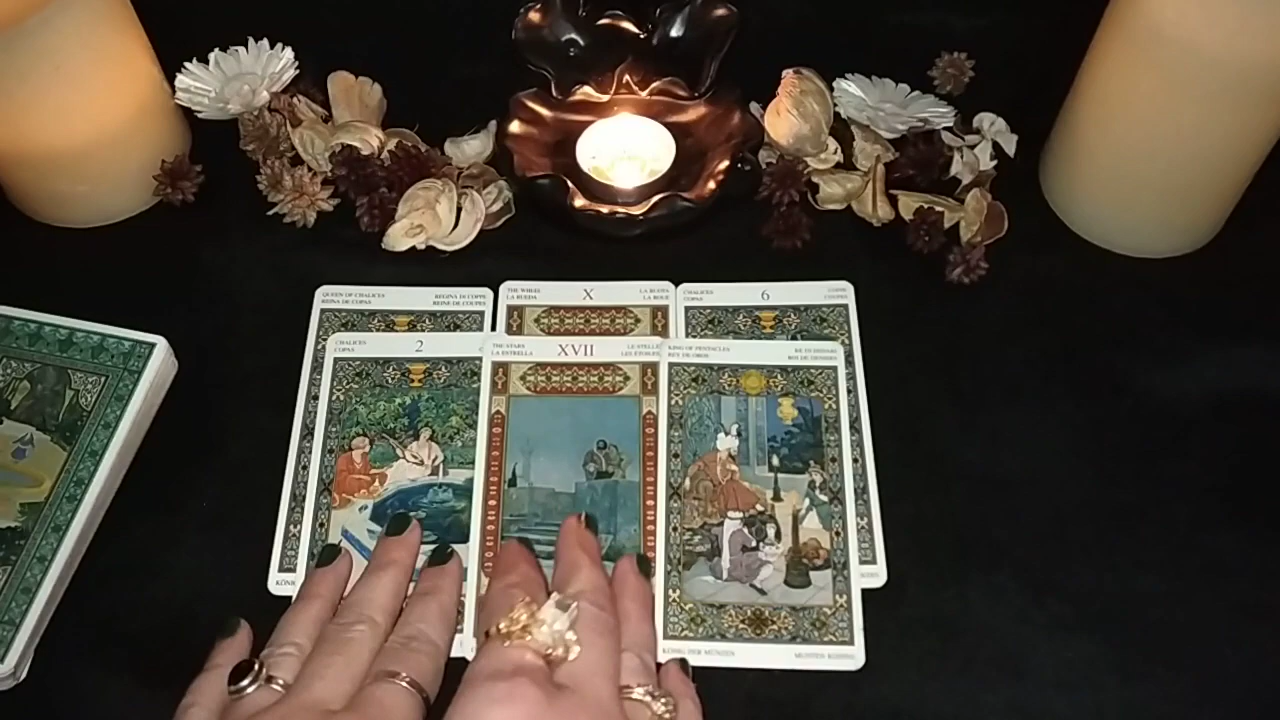 QUEEN OF CHALICES
REINA DE COPAS
REGINA DI COPPE
REINE DE COUPES
THE WHEEL
LA RUEDA
X
LA RUOTA
LA ROUE
CHALICES
COPAS
6
COPPE
COUPES
CHALICES
COPAS
2
THE STARS
LA ESTRELLA
XVII
LE STELLE
LES ÉTOILES
KING OF PENTACLES
REY DE OROS
RE DI DENARI
ROI DE DENIERS
KÖNIG DER MÜNZEN